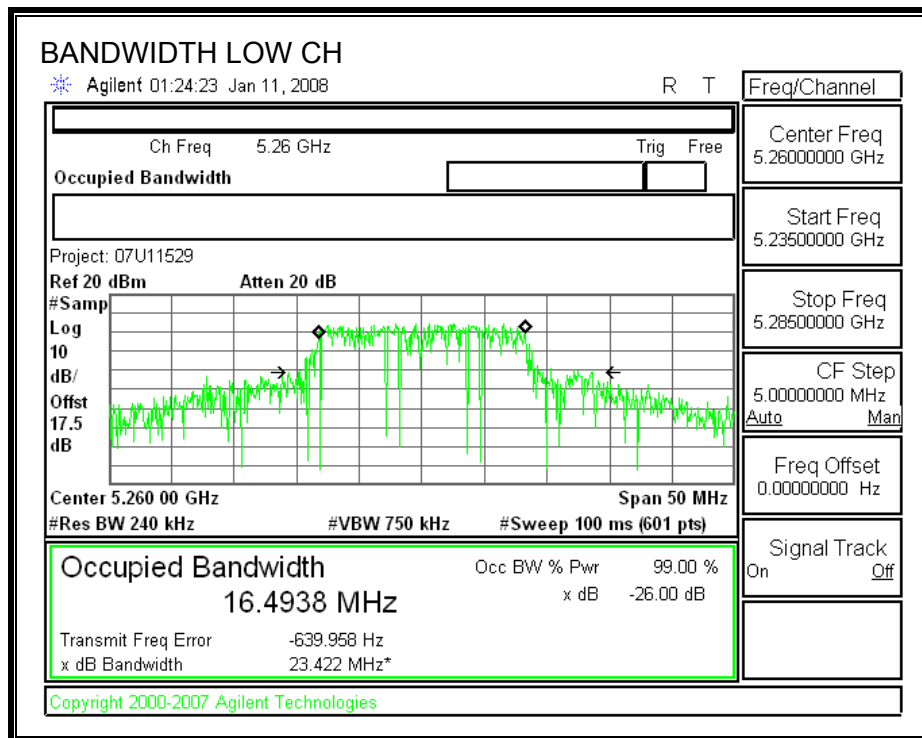 BANDWIDTH LOW CH
Agilent 01:24:23 Jan 11, 2008 R T
Freq/Channel
Ch Freq 5.26 GHz Trig Free
Occupied Bandwidth
Center Freq
5.26000000 GHz
Start Freq
5.23500000 GHz
Stop Freq
5.28500000 GHz
CF Step
5.00000000 MHz
Auto Man
Freq Offset
0.00000000 Hz
Signal Track
On Off
Project: 07U11529
Ref 20 dBm Atten 20 dB
#Samp
Log
10
dB/
Offst
17.5
dB
Center 5.260 00 GHz Span 50 MHz
#Res BW 240 kHz #VBW 750 kHz #Sweep 100 ms (601 pts)
Occupied Bandwidth Occ BW % Pwr 99.00 %
16.4938 MHz x dB -26.00 dB
Transmit Freq Error -639.958 Hz
x dB Bandwidth 23.422 MHz*
Copyright 2000-2007 Agilent Technologies